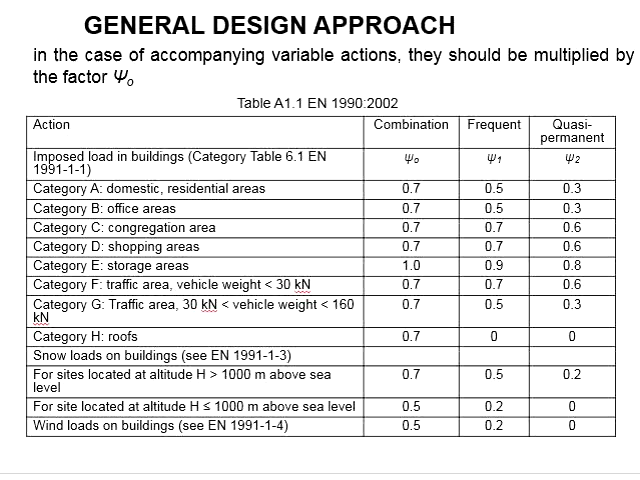 GENERAL DESIGN APPROACH
in the case of accompanying variable actions, they should be multiplied by
the factor Ψo
Table A1.1 EN 1990:2002
Action Combination Frequent Quasi-
permanent
Imposed load in buildings (Category Table 6.1 EN
1991-1-1) Ψo Ψ1 Ψ2
Category A: domestic, residential areas 0.7 0.5 0.3
Category B: office areas 0.7 0.5 0.3
Category C: congregation area 0.7 0.7 0.6
Category D: shopping areas 0.7 0.7 0.6
Category E: storage areas 1.0 0.9 0.8
Category F: traffic area, vehicle weight < 30 kN 0.7 0.7 0.6
Category G: Traffic area, 30 kN < vehicle weight < 160 0.7 0.5 0.3
kN
Category H: roofs 0.7 0 0
Snow loads on buildings (see EN 1991-1-3)
For sites located at altitude H > 1000 m above sea 0.7 0.5 0.2
level
For site located at altitude H ≤ 1000 m above sea level 0.5 0.2 0
Wind loads on buildings (see EN 1991-1-4) 0.5 0.2 0